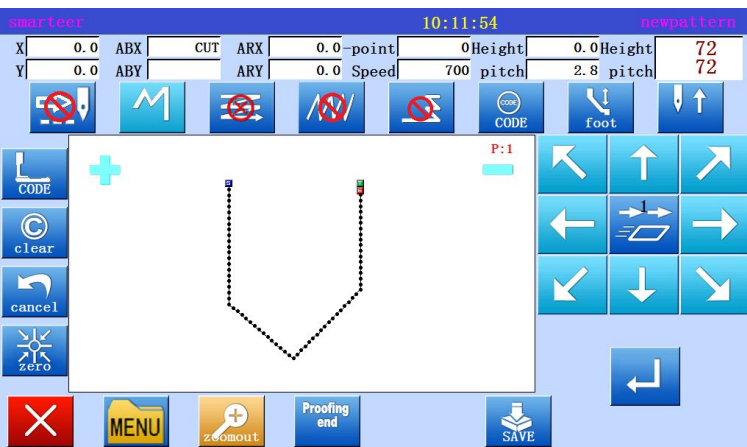 smarteer 10:11:54 newpattern
X 0.0 ABX CUT ARX 0.0 -point 0 Height 0.0 Height 72
Y 0.0 ABY ARY 0.0 Speed 700 pitch 2.8 pitch 72
CODE CODE foot
P:1
CODE
1
clear
cancel
zero
MENU zoomout Proofing end SAVE